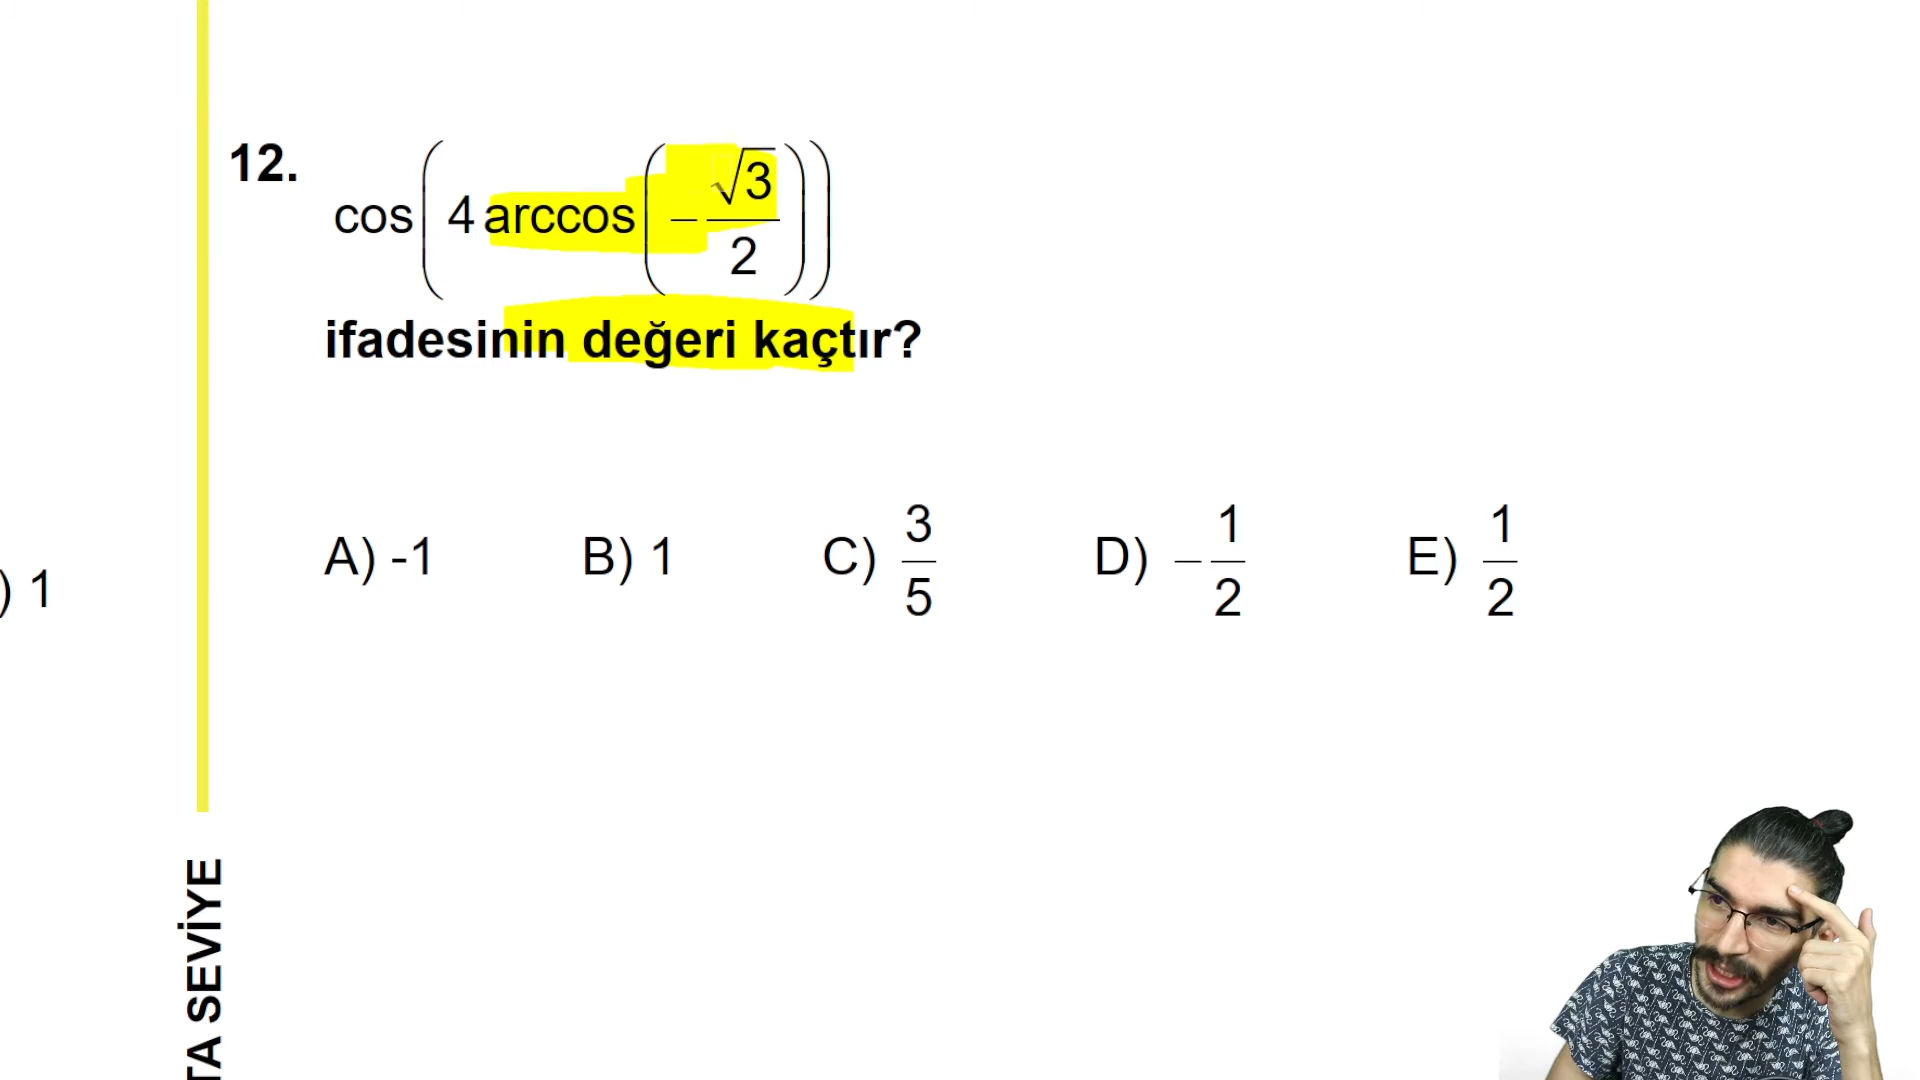 12. cos(4 arccos(-√3/2))
ifadesinin değeri kaçtır?
A) -1 B) 1 C) 3/5 D) -1/2 E) 1/2
) 1
TA SEVİYE